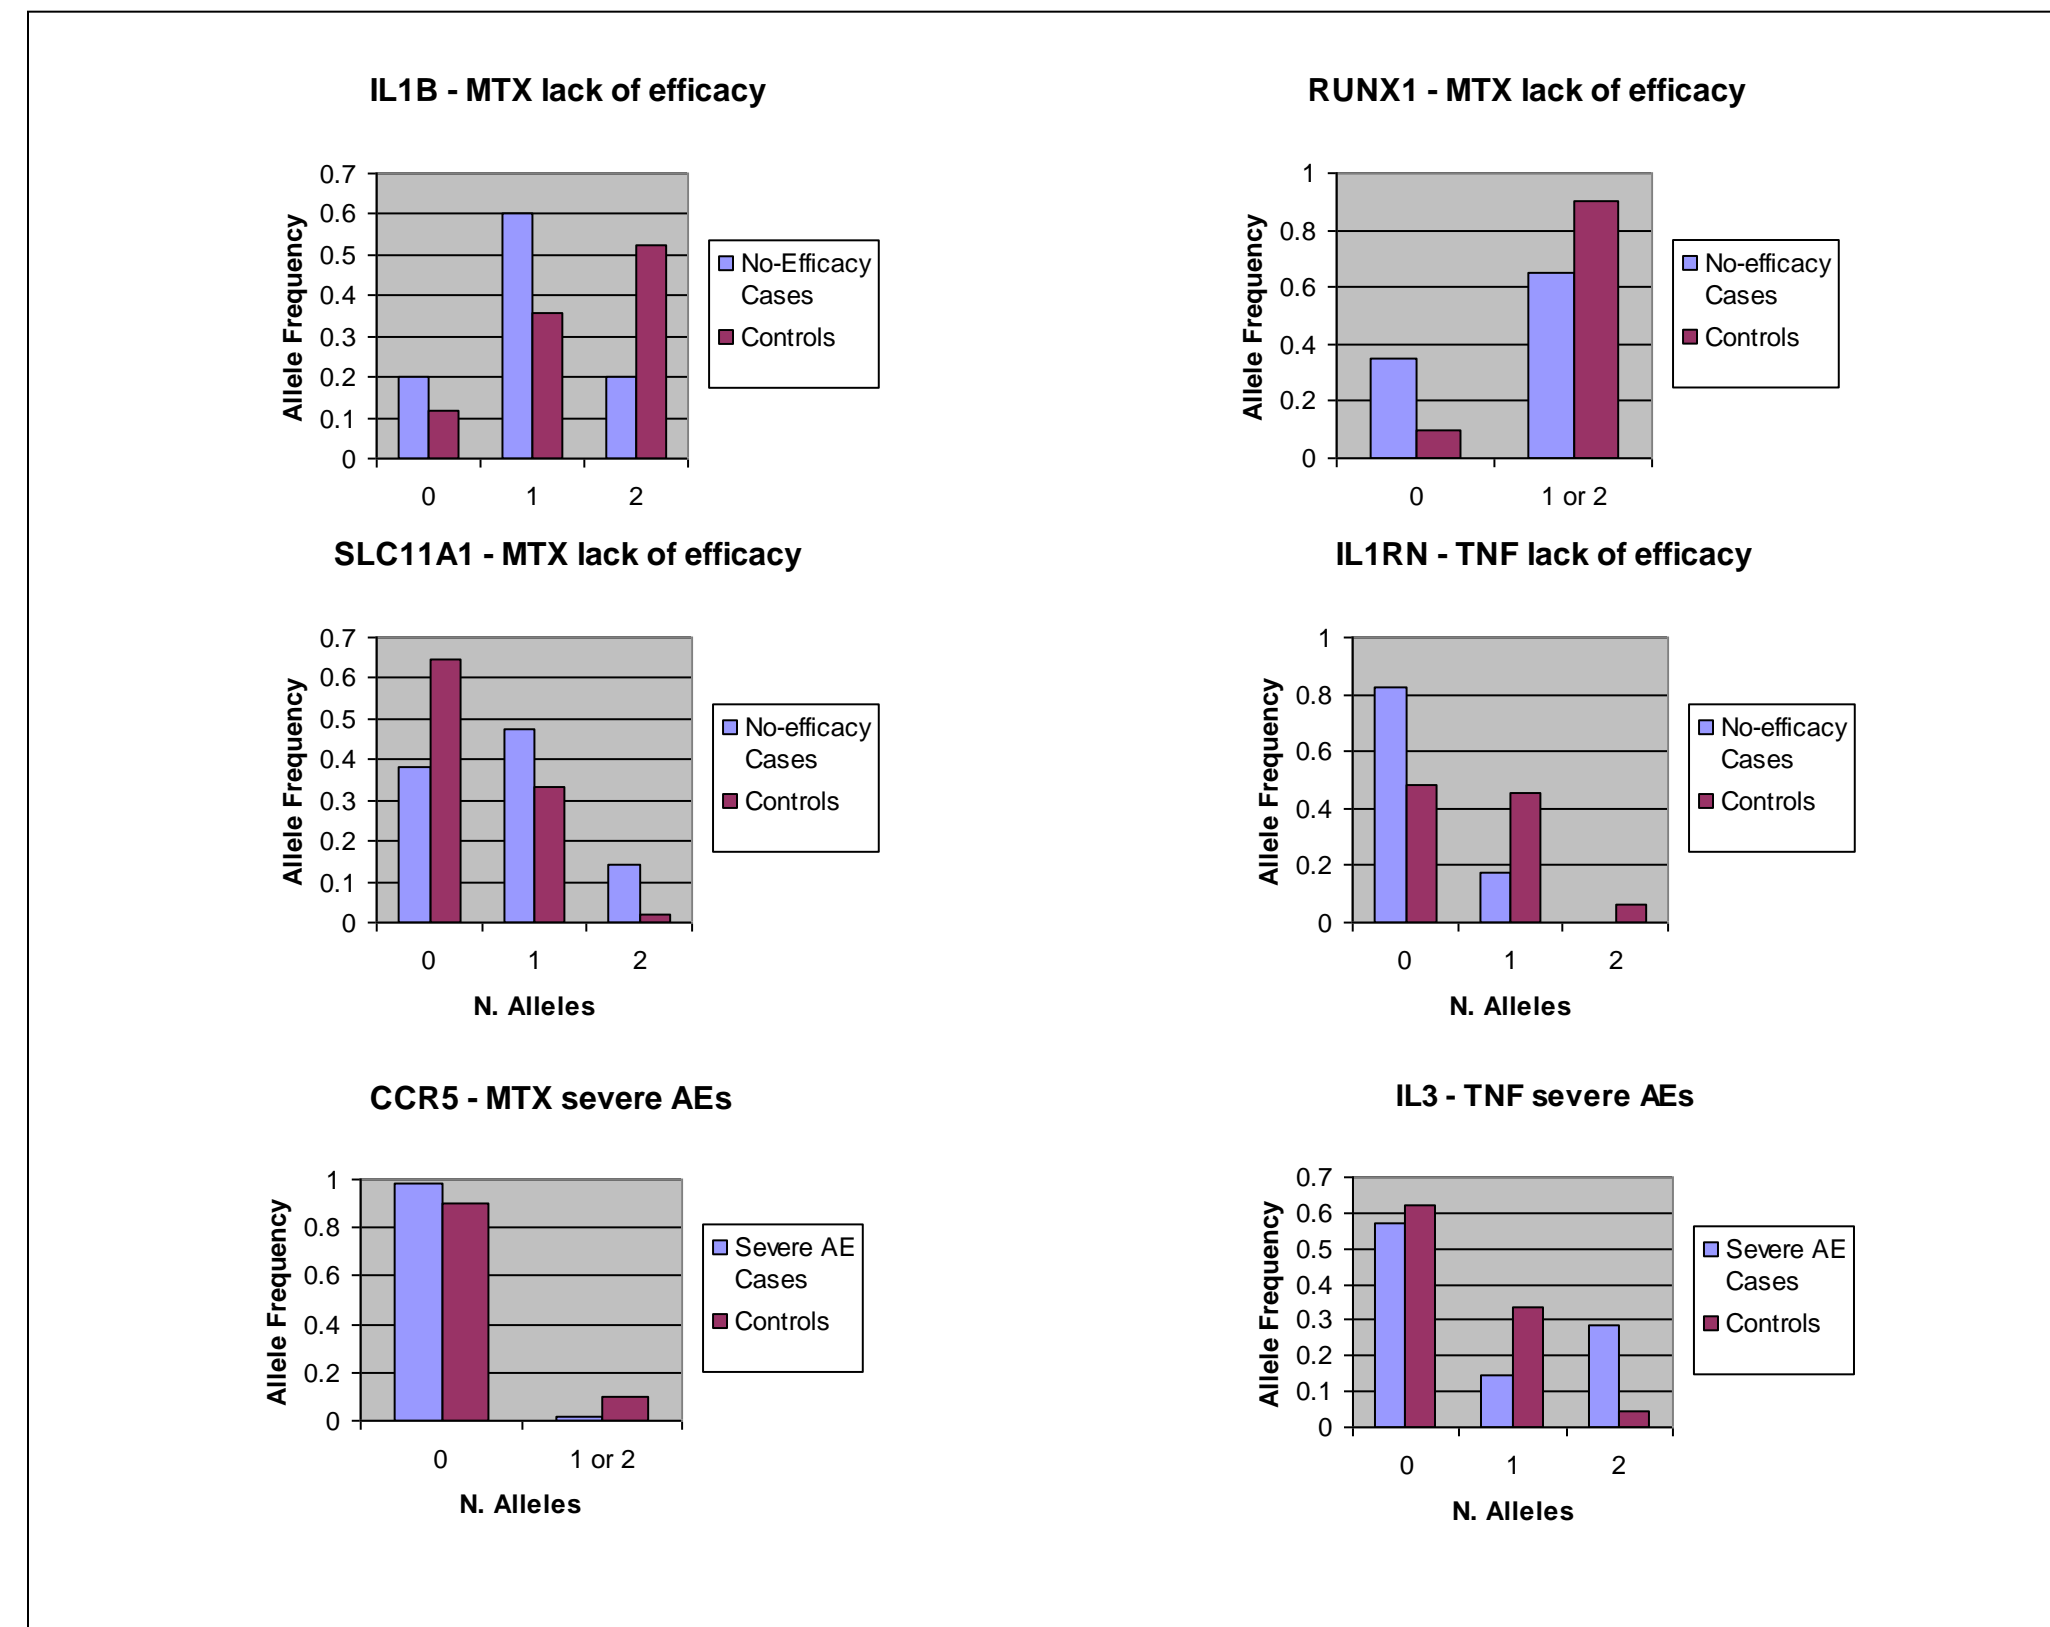 IL1B - MTX lack of efficacy
0.7
0.6
0.5
0.4
0.3
0.2
0.1
0
Allele Frequency
0 1 2
No-Efficacy
Cases
Controls
RUNX1 - MTX lack of efficacy
1
0.8
0.6
0.4
0.2
0
Allele Frequency
0 1 or 2
No-efficacy
Cases
Controls
SLC11A1 - MTX lack of efficacy
0.7
0.6
0.5
0.4
0.3
0.2
0.1
0
Allele Frequency
0 1 2
N. Alleles
No-efficacy
Cases
Controls
IL1RN - TNF lack of efficacy
1
0.8
0.6
0.4
0.2
0
Allele Frequency
0 1 2
N. Alleles
No-efficacy
Cases
Controls
CCR5 - MTX severe AEs
1
0.8
0.6
0.4
0.2
0
Allele Frequency
0 1 or 2
N. Alleles
Severe AE
Cases
Controls
IL3 - TNF severe AEs
0.7
0.6
0.5
0.4
0.3
0.2
0.1
0
Allele Frequency
0 1 2
N. Alleles
Severe AE
Cases
Controls